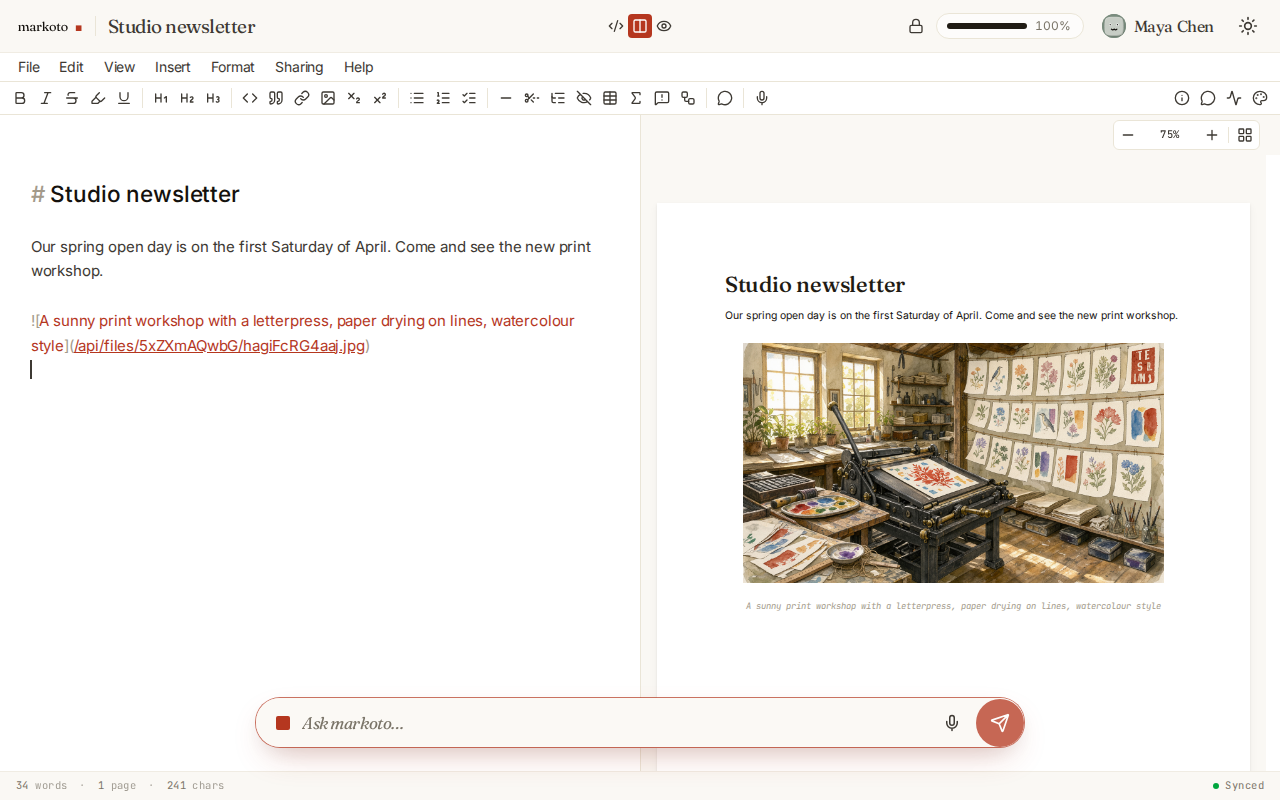 markoto
Studio newsletter
100%
Maya Chen
File Edit View Insert Format Sharing Help
H1 H2 H3
75%
# Studio newsletter
Our spring open day is on the first Saturday of April. Come and see the new print
workshop.
![A sunny print workshop with a letterpress, paper drying on lines, watercolour
style](/api/files/5xZXmAQwbG/hagiFcRG4aaj.jpg)
Studio newsletter
Our spring open day is on the first Saturday of April. Come and see the new print workshop.
A sunny print workshop with a letterpress, paper drying on lines, watercolour style
Ask markoto...
34 words · 1 page · 241 chars
Synced